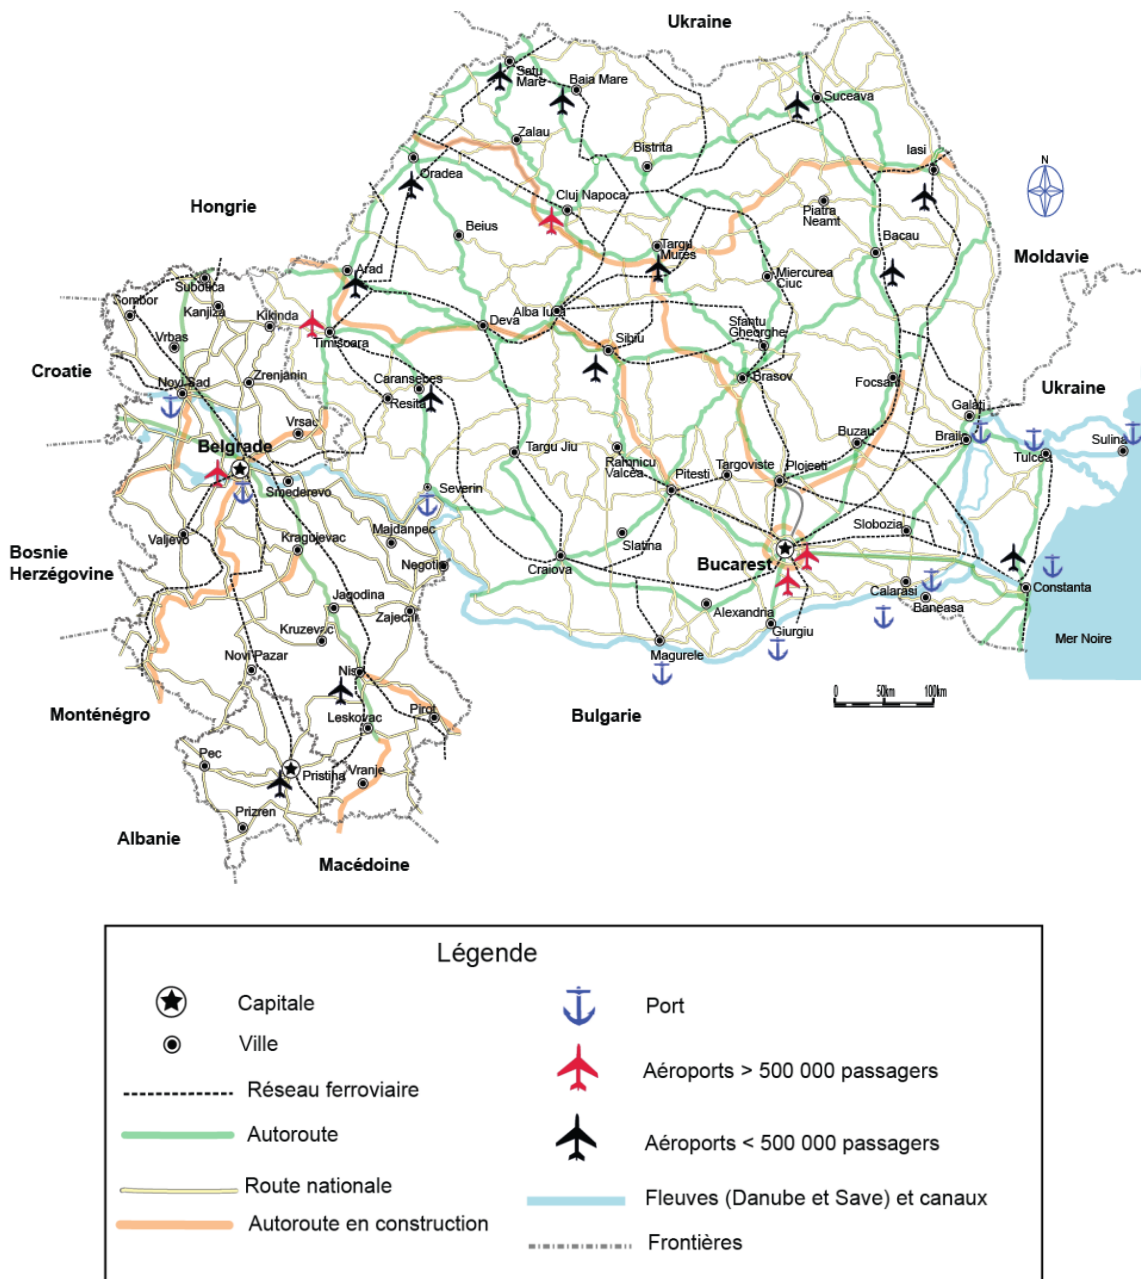 Ukraine
Satu
Mare
Baia Mare
Suceava
Zalau
Bistrita
Iasi
N
Oradea
Cluj Napoca
Hongrie
Piatra
Neamt
Beius
Targu
Mures
Bacau
Moldavie
Arad
Miercurea
Ciuc
Subotica
Sombor
Kanjiza
Kikinda
Alba Iulia
Deva
Sfantu
Gheorghe
Timisoara
Vrbas
Sibiu
Croatie
Zrenjanin
Novi Sad
Caransebes
Resita
Brasov
Focsani
Ukraine
Galati
Vrsac
Belgrade
Buzau
Braila
Sulina
Targu Jiu
Ramnicu
Valcea
Tulcea
Pitesti
Targoviste
Plojesti
Smederevo
Severin
Majdanpec
Slobozia
Valjevo
Kragujevac
Slatina
Bosnie
Herzégovine
Negotin
Craiova
Bucarest
Calarasi
Baneasa
Constanta
Jagodina
Zajecar
Alexandria
Kruzevac
Giurgiu
Mer Noire
Novi Pazar
Magurele
Nis
0 50km 100km
Monténégro
Leskovac
Pirot
Bulgarie
Pec
Pristina
Vranje
Prizren
Albanie
Macédoine
Légende
Capitale
Port
Ville
Aéroports > 500 000 passagers
Réseau ferroviaire
Autoroute
Aéroports < 500 000 passagers
Route nationale
Fleuves (Danube et Save) et canaux
Autoroute en construction
Frontières